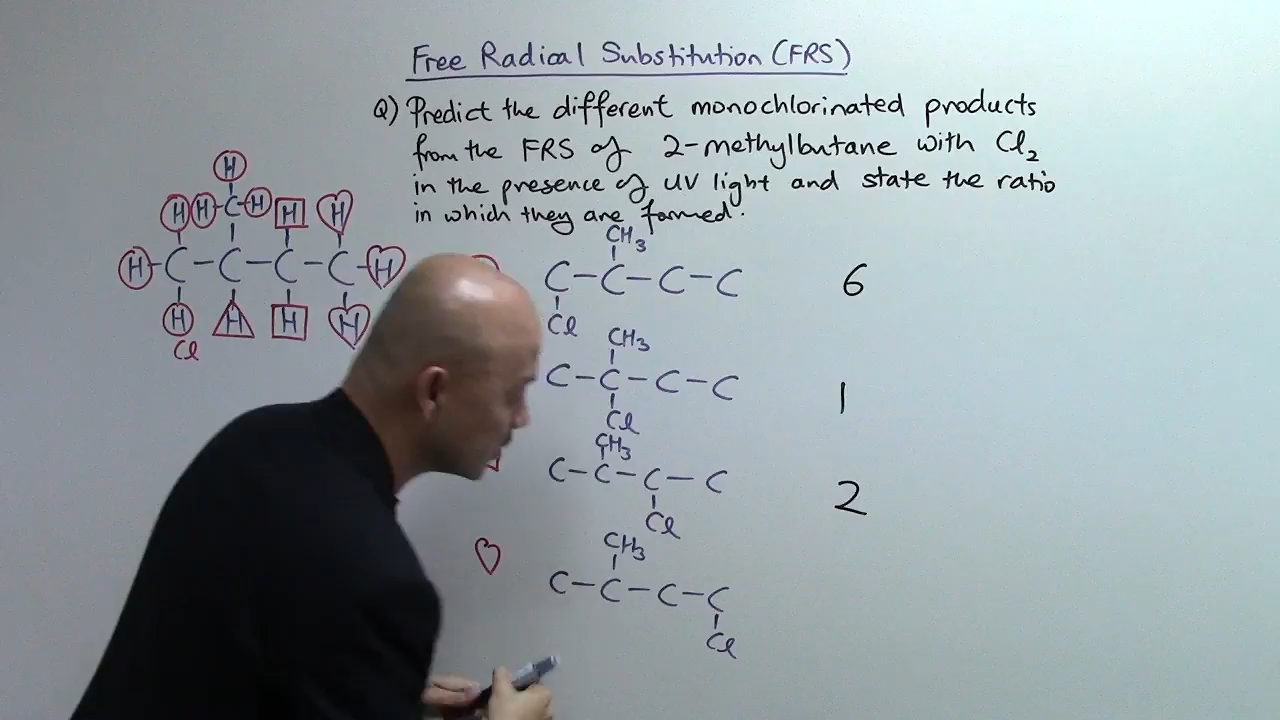 Free Radical Substitution (FRS)
Q) Predict the different monochlorinated products
from the FRS of 2-methylbutane with Cl2
in the presence of UV light and state the ratio
in which they are formed.
H
H H-C-H H H
H-C-C-C-C-H
H H H H
Cl
CH3
C-C-C-C 6
Cl
CH3
C-C-C-C 1
Cl
CH3
C-C-C-C 2
Cl
CH3
C-C-C-C
Cl